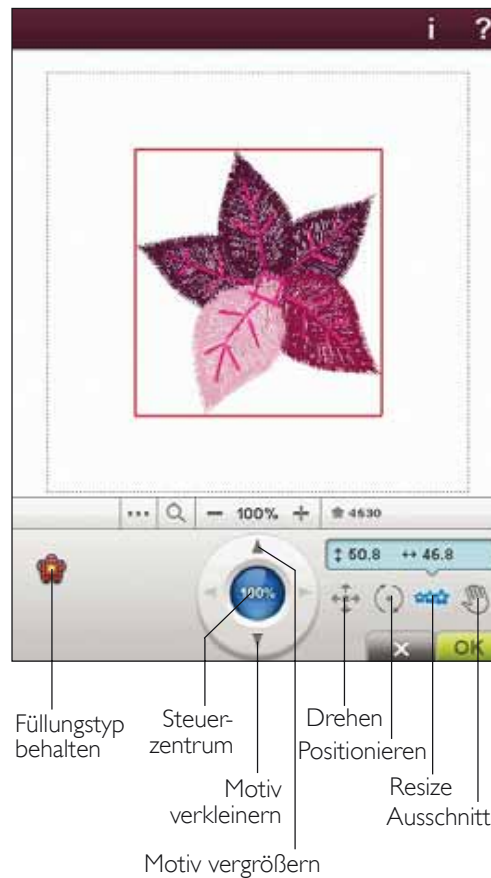 i ?
100% 4530
50.8 46.8
100%
OK
Füllungstyp
behalten
Steuer-
zentrum
Drehen
Positionieren
Motiv
verkleinern
Resize
Ausschnitt
Motiv vergrößern